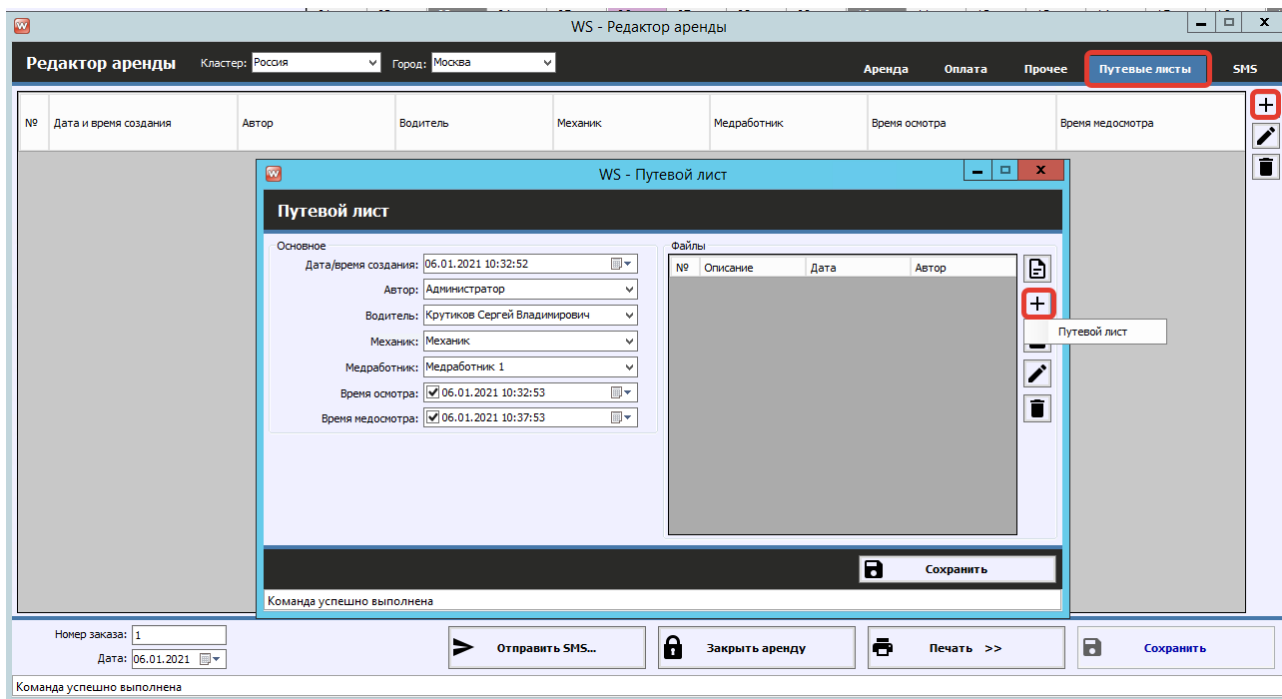 WS - Редактор аренды
Редактор аренды Кластер: Россия Город: Москва Аренда Оплата Прочее Путевые листы SMS
№ Дата и время создания Автор Водитель Механик Медработник Время осмотра Время медосмотра
WS - Путевой лист
Путевой лист
Основное
Дата/время создания: 06.01.2021 10:32:52
Автор: Администратор
Водитель: Крутиков Сергей Владимирович
Механик: Механик
Медработник: Медработник 1
Время осмотра: 06.01.2021 10:32:53
Время медосмотра: 06.01.2021 10:37:53
Файлы
№ Описание Дата Автор
Путевой лист
Сохранить
Команда успешно выполнена
Номер заказа: 1
Дата: 06.01.2021
Отправить SMS... Закрыть аренду Печать >> Сохранить
Команда успешно выполнена